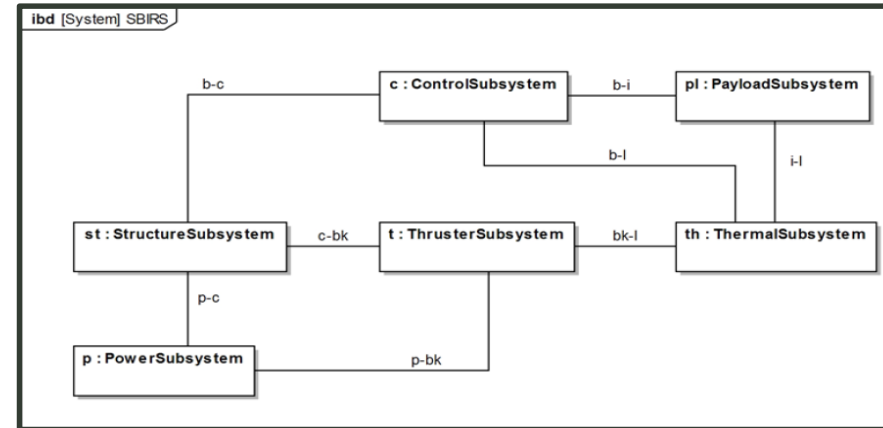 ibd [System] SBIRS
b-c
c : ControlSubsystem
b-i
pl : PayloadSubsystem
b-l
i-l
st : StructureSubsystem
c-bk
t : ThrusterSubsystem
bk-l
th : ThermalSubsystem
p-c
p : PowerSubsystem
p-bk